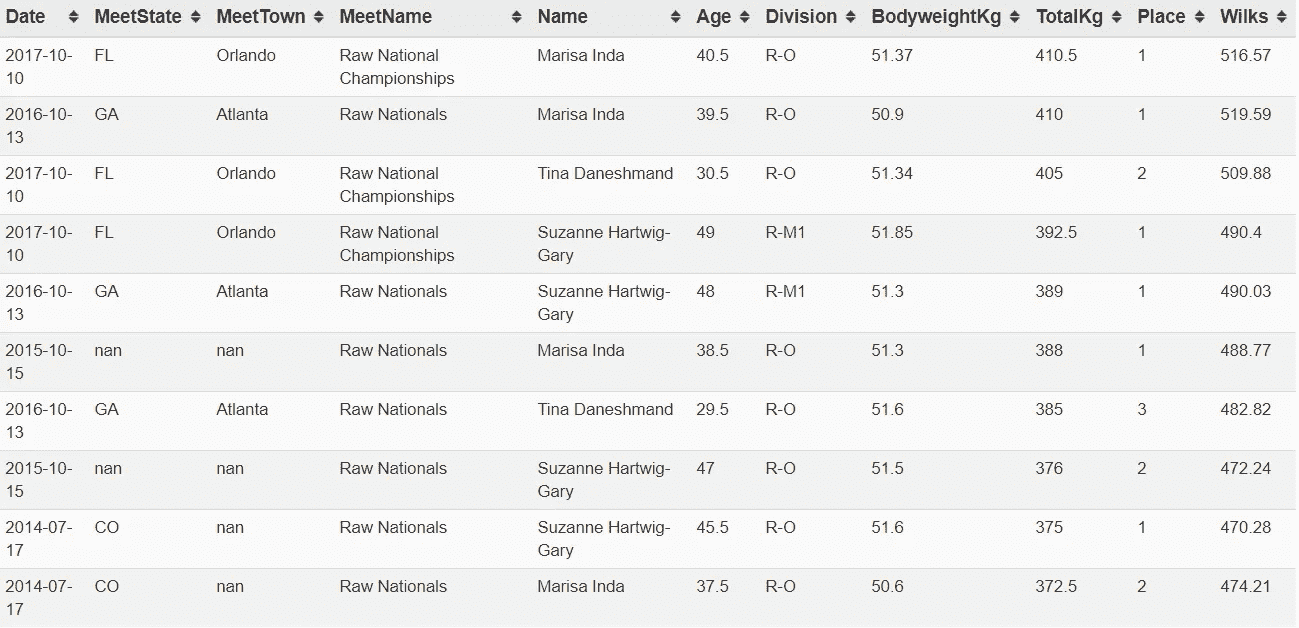 Date MeetState MeetTown MeetName Name Age Division BodyweightKg TotalKg Place Wilks
2017-10- FL Orlando Raw National Marisa Inda 40.5 R-O 51.37 410.5 1 516.57
10 Championships
2016-10- GA Atlanta Raw Nationals Marisa Inda 39.5 R-O 50.9 410 1 519.59
13
2017-10- FL Orlando Raw National Tina Daneshmand 30.5 R-O 51.34 405 2 509.88
10 Championships
2017-10- FL Orlando Raw National Suzanne Hartwig- 49 R-M1 51.85 392.5 1 490.4
10 Championships Gary
2016-10- GA Atlanta Raw Nationals Suzanne Hartwig- 48 R-M1 51.3 389 1 490.03
13 Gary
2015-10- nan nan Raw Nationals Marisa Inda 38.5 R-O 51.3 388 1 488.77
15
2016-10- GA Atlanta Raw Nationals Tina Daneshmand 29.5 R-O 51.6 385 3 482.82
13
2015-10- nan nan Raw Nationals Suzanne Hartwig- 47 R-O 51.5 376 2 472.24
15 Gary
2014-07- CO nan Raw Nationals Suzanne Hartwig- 45.5 R-O 51.6 375 1 470.28
17 Gary
2014-07- CO nan Raw Nationals Marisa Inda 37.5 R-O 50.6 372.5 2 474.21
17